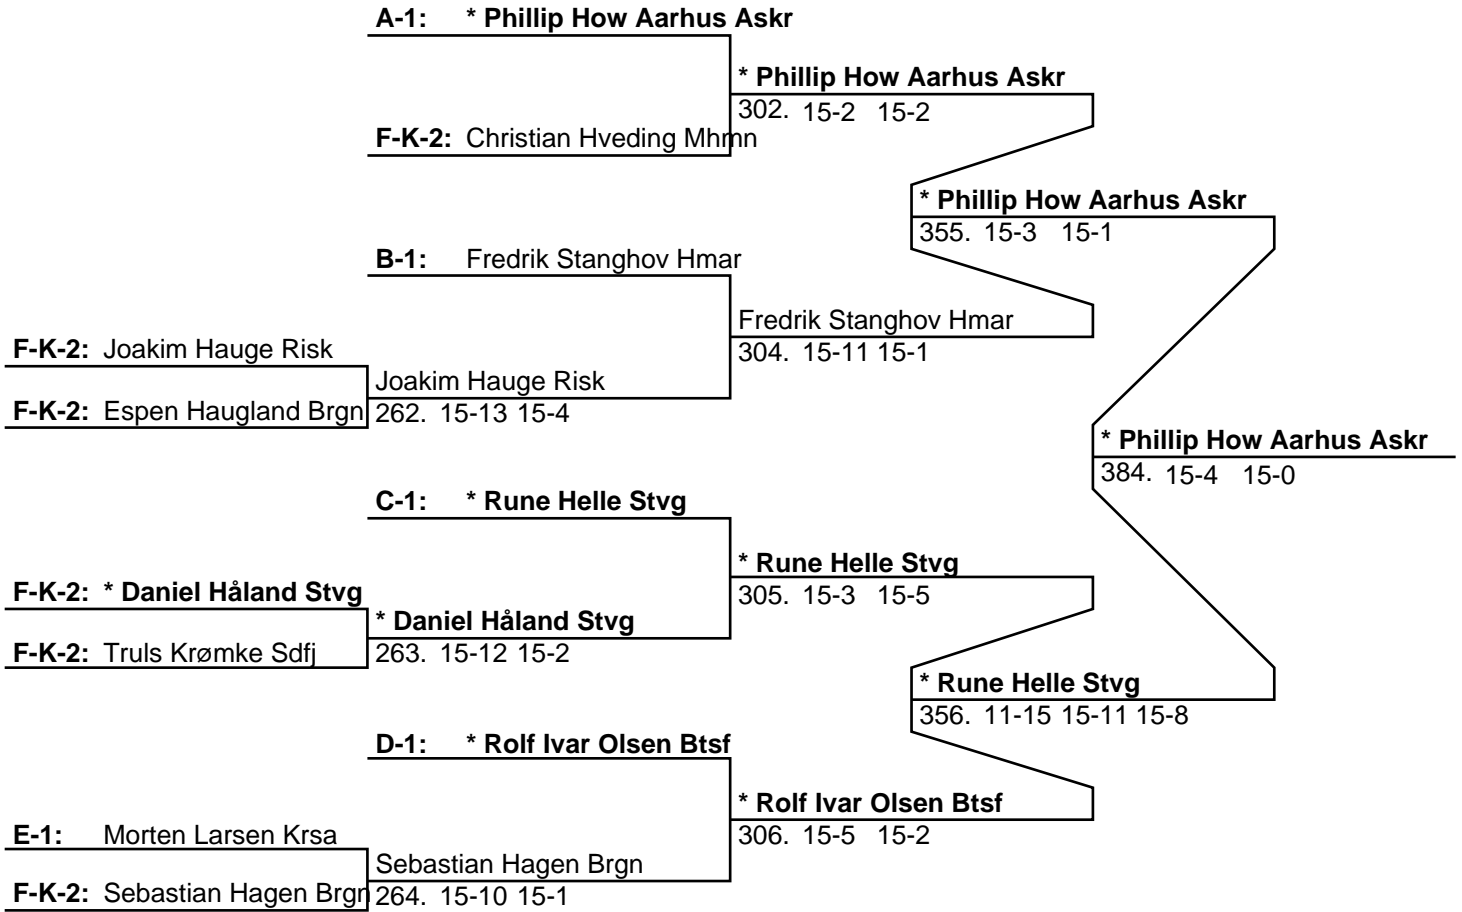 A-1: * Phillip How Aarhus Askr
* Phillip How Aarhus Askr
302. 15-2 15-2
F-K-2: Christian Hveding Mhmn
* Phillip How Aarhus Askr
355. 15-3 15-1
B-1: Fredrik Stanghov Hmar
Fredrik Stanghov Hmar
304. 15-11 15-1
F-K-2: Joakim Hauge Risk
Joakim Hauge Risk
262. 15-13 15-4
F-K-2: Espen Haugland Brgn
* Phillip How Aarhus Askr
384. 15-4 15-0
C-1: * Rune Helle Stvg
* Rune Helle Stvg
305. 15-3 15-5
F-K-2: * Daniel Håland Stvg
* Daniel Håland Stvg
263. 15-12 15-2
F-K-2: Truls Krømke Sdfj
* Rune Helle Stvg
356. 11-15 15-11 15-8
D-1: * Rolf Ivar Olsen Btsf
* Rolf Ivar Olsen Btsf
306. 15-5 15-2
E-1: Morten Larsen Krsa
Sebastian Hagen Brgn
264. 15-10 15-1
F-K-2: Sebastian Hagen Brgn